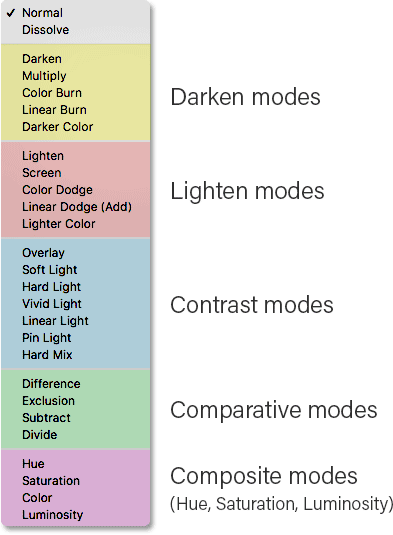 ✓ Normal
Dissolve
Darken
Multiply
Color Burn
Linear Burn
Darker Color
Darken modes
Lighten
Screen
Color Dodge
Linear Dodge (Add)
Lighter Color
Lighten modes
Overlay
Soft Light
Hard Light
Vivid Light
Linear Light
Pin Light
Hard Mix
Contrast modes
Difference
Exclusion
Subtract
Divide
Comparative modes
Hue
Saturation
Color
Luminosity
Composite modes
(Hue, Saturation, Luminosity)